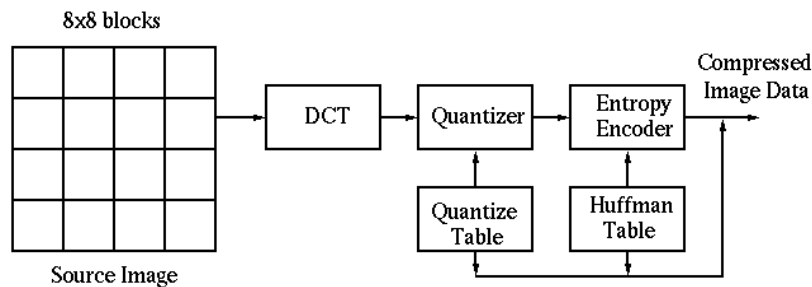 8x8 blocks
Source Image
DCT
Quantizer
Entropy
Encoder
Compressed
Image Data
Quantize
Table
Huffman
Table